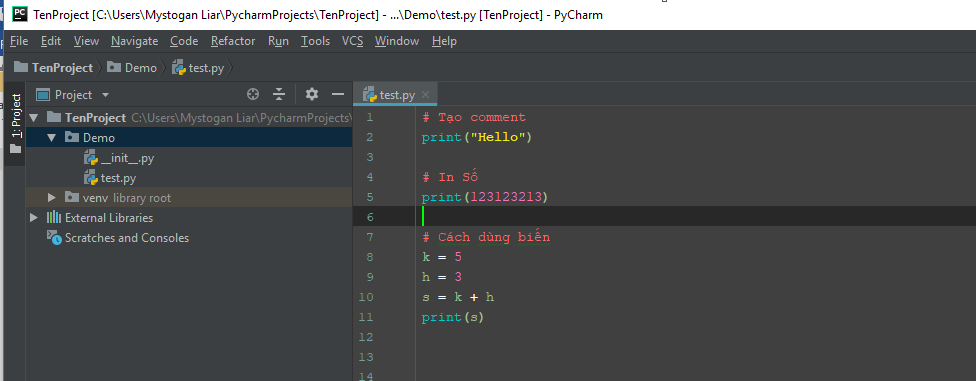 PC TenProject [C:\Users\Mystogan Liar\PycharmProjects\TenProject] - ...\Demo\test.py [TenProject] - PyCharm
File Edit View Navigate Code Refactor Run Tools VCS Window Help
TenProject Demo test.py
1: Project
Project
TenProject C:\Users\Mystogan Liar\PycharmProjects\
Demo
__init__.py
test.py
venv library root
External Libraries
Scratches and Consoles
test.py
1 # Tạo comment
2 print("Hello")
3
4 # In Số
5 print(123123213)
6
7 # Cách dùng biến
8 k = 5
9 h = 3
10 s = k + h
11 print(s)
12
13
14